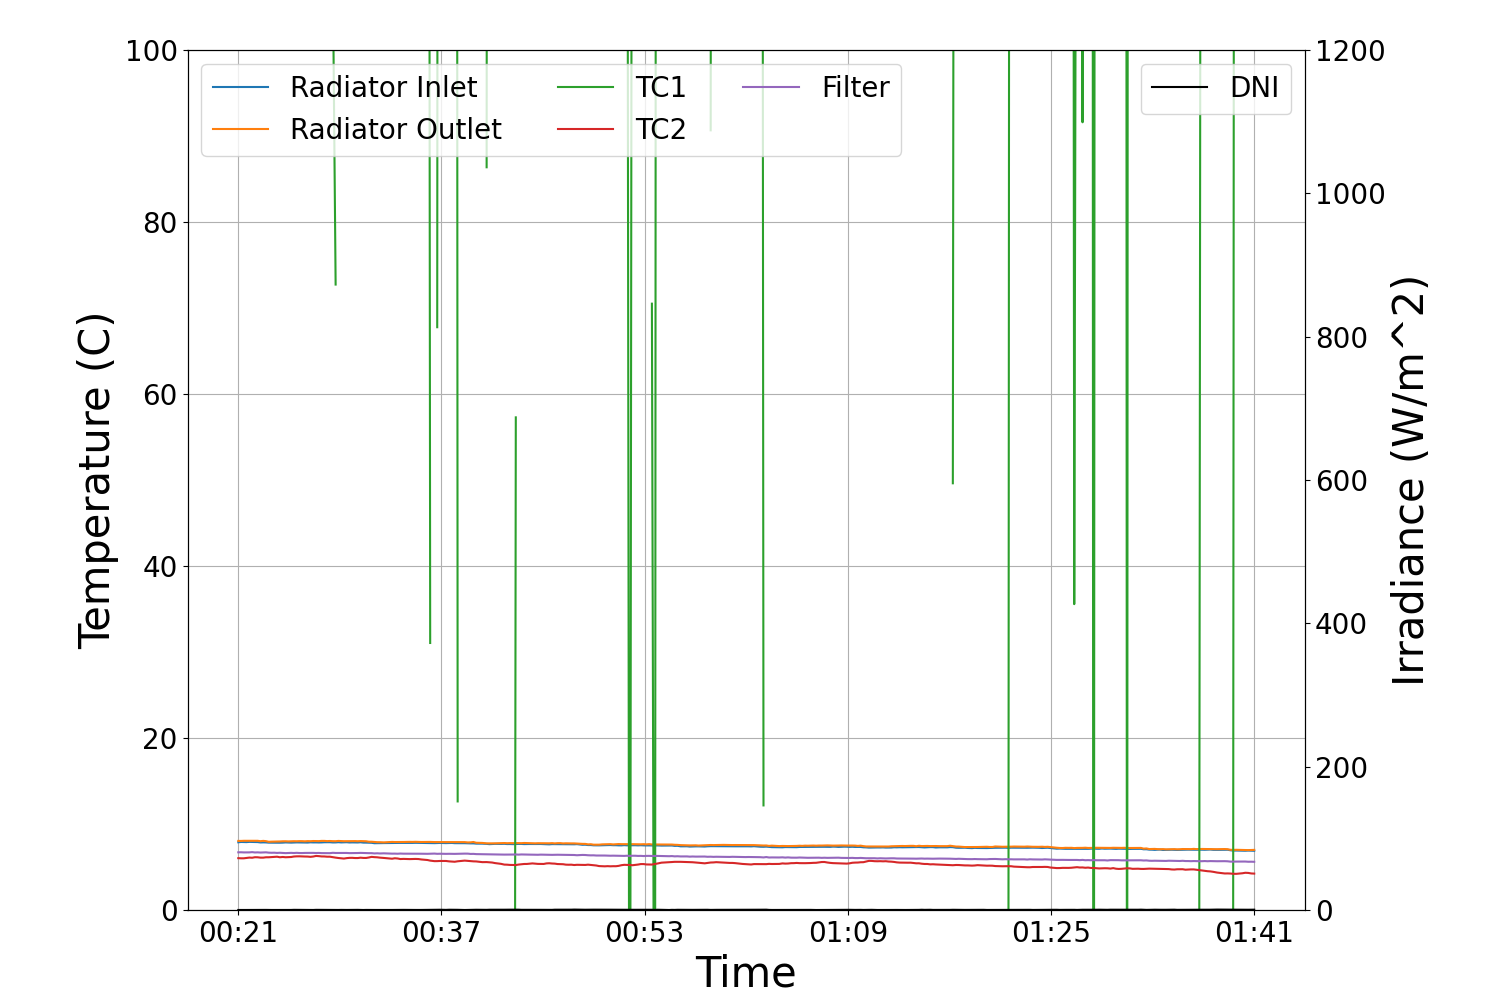 100
80
60
40
20
0
Temperature (C)
Radiator Inlet
Radiator Outlet
TC1
TC2
Filter
DNI
1200
1000
800
600
400
200
0
Irradiance (W/m^2)
00:21 00:37 00:53 01:09 01:25 01:41
Time